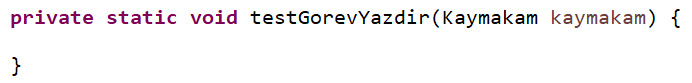 private static void testGorevYazdir(Kaymakam kaymakam) {
}